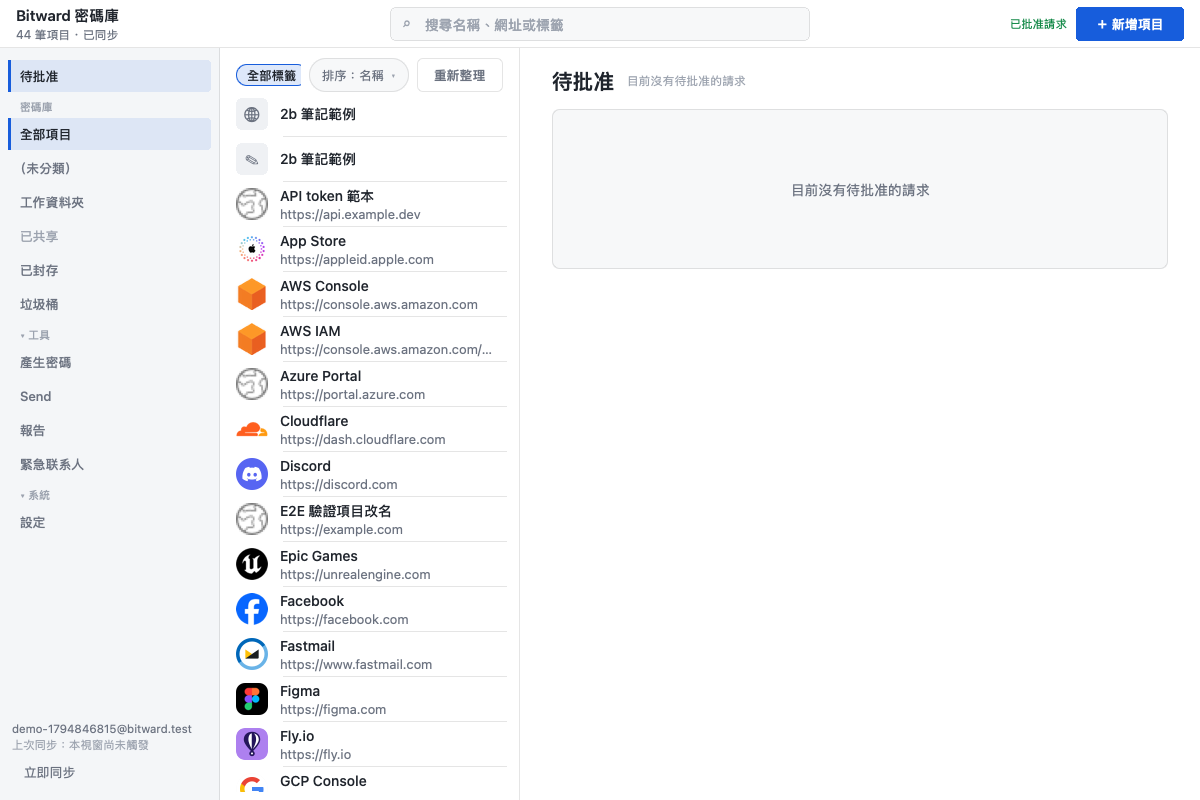 Bitward 密碼庫
44 筆項目 · 已同步
搜尋名稱、網址或標籤
已批准請求
+ 新增項目
待批准
密碼庫
全部項目
(未分類)
工作資料夾
已共享
已封存
垃圾桶
工具
產生密碼
Send
報告
緊急联系人
系統
設定
demo-1794846815@bitward.test
上次同步：本視窗尚未觸發
立即同步
全部標籤
排序：名稱
重新整理
2b 筆記範例
2b 筆記範例
API token 範本
https://api.example.dev
App Store
https://appleid.apple.com
AWS Console
https://console.aws.amazon.com
AWS IAM
https://console.aws.amazon.com/...
Azure Portal
https://portal.azure.com
Cloudflare
https://dash.cloudflare.com
Discord
https://discord.com
E2E 驗證項目改名
https://example.com
Epic Games
https://unrealengine.com
Facebook
https://facebook.com
Fastmail
https://www.fastmail.com
Figma
https://figma.com
Fly.io
https://fly.io
GCP Console
待批准
目前沒有待批准的請求
目前沒有待批准的請求